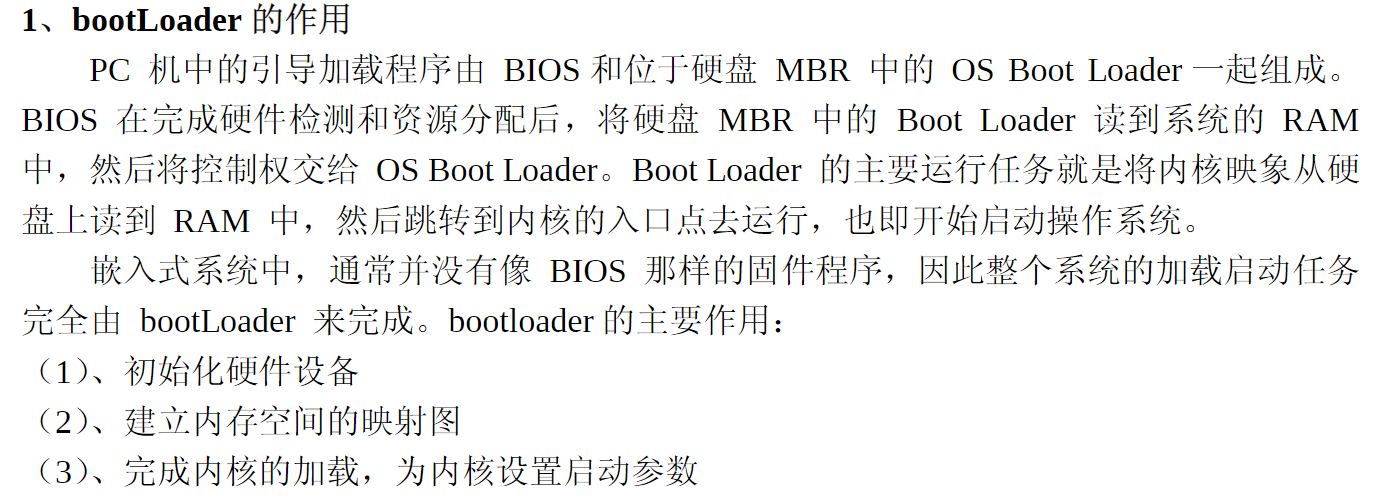 1、bootLoader 的作用
PC 机中的引导加载程序由 BIOS 和位于硬盘 MBR 中的 OS Boot Loader 一起组成。
BIOS 在完成硬件检测和资源分配后，将硬盘 MBR 中的 Boot Loader 读到系统的 RAM
中，然后将控制权交给 OS Boot Loader。Boot Loader 的主要运行任务就是将内核映象从硬
盘上读到 RAM 中，然后跳转到内核的入口点去运行，也即开始启动操作系统。
嵌入式系统中，通常并没有像 BIOS 那样的固件程序，因此整个系统的加载启动任务
完全由 bootLoader 来完成。bootloader 的主要作用：
（1）、初始化硬件设备
（2）、建立内存空间的映射图
（3）、完成内核的加载，为内核设置启动参数